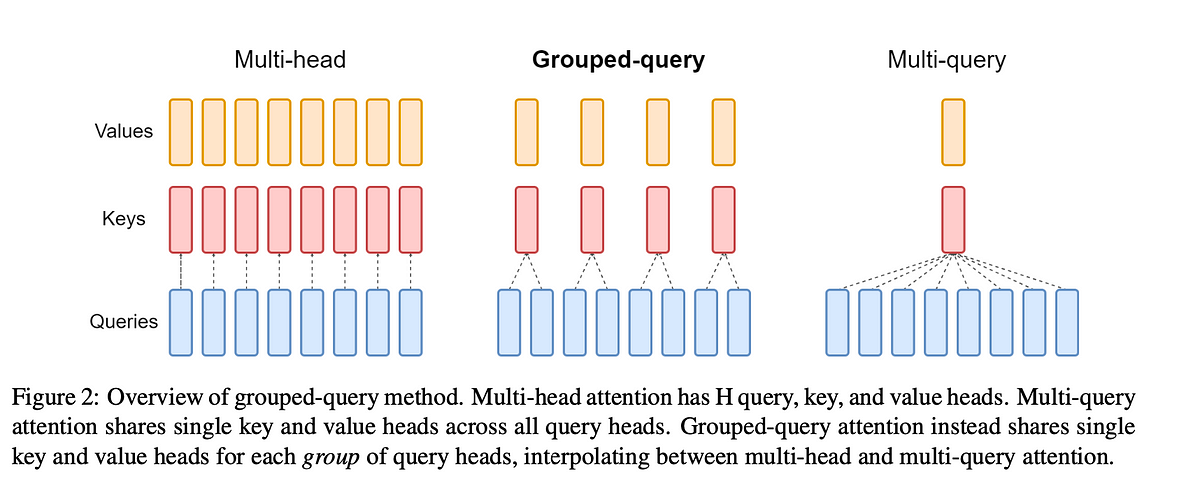 Multi-head Grouped-query Multi-query
Values
Keys
Queries
Figure 2: Overview of grouped-query method. Multi-head attention has H query, key, and value heads. Multi-query
attention shares single key and value heads across all query heads. Grouped-query attention instead shares single
key and value heads for each group of query heads, interpolating between multi-head and multi-query attention.